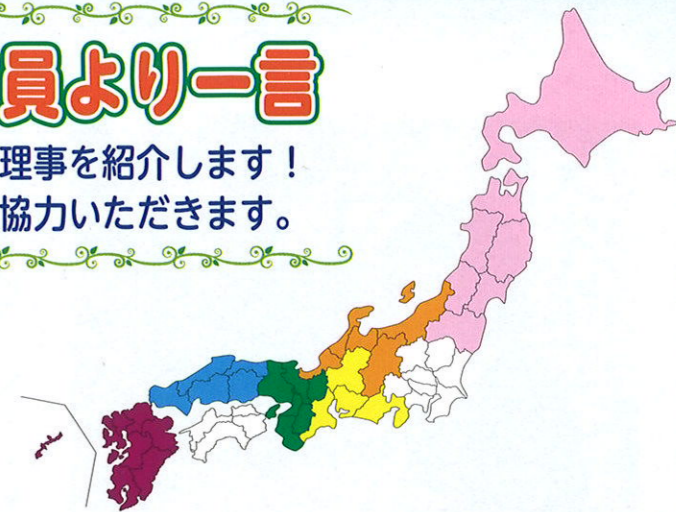 員より一言
理事を紹介します！
協力いただきます。